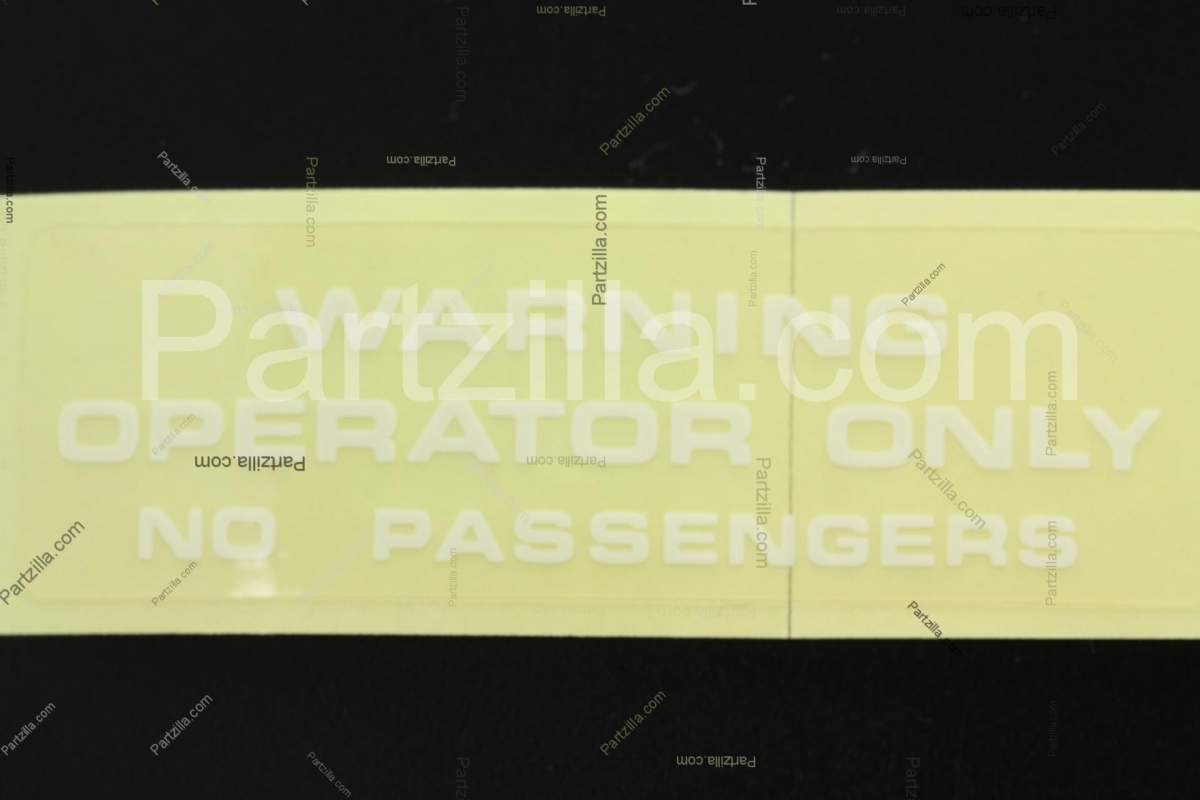 WARNING
Partzilla.com
OPERATOR ONLY
NO PASSENGERS